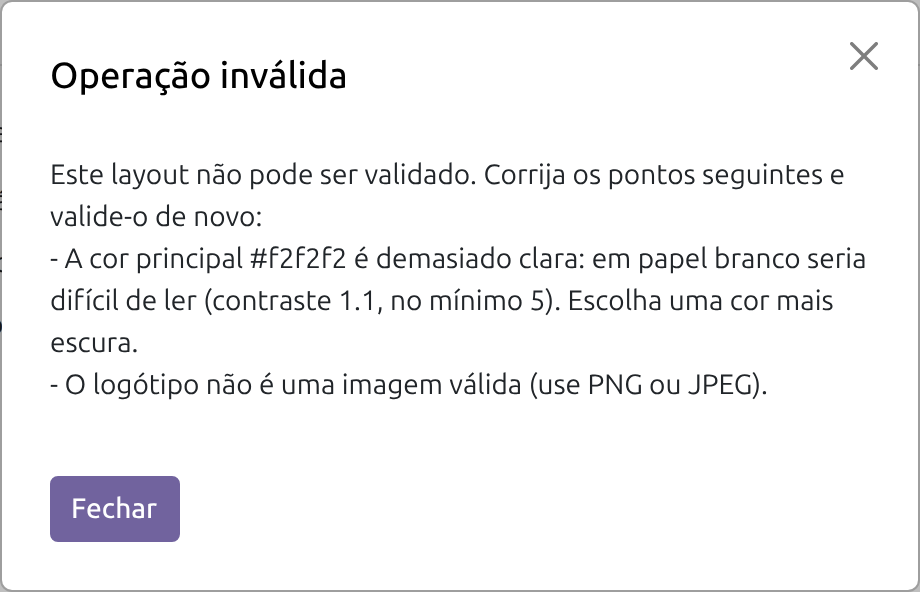 Operação inválida
Este layout não pode ser validado. Corrija os pontos seguintes e
valide-o de novo:
- A cor principal #f2f2f2 é demasiado clara: em papel branco seria
difícil de ler (contraste 1.1, no mínimo 5). Escolha uma cor mais
escura.
- O logótipo não é uma imagem válida (use PNG ou JPEG).
Fechar